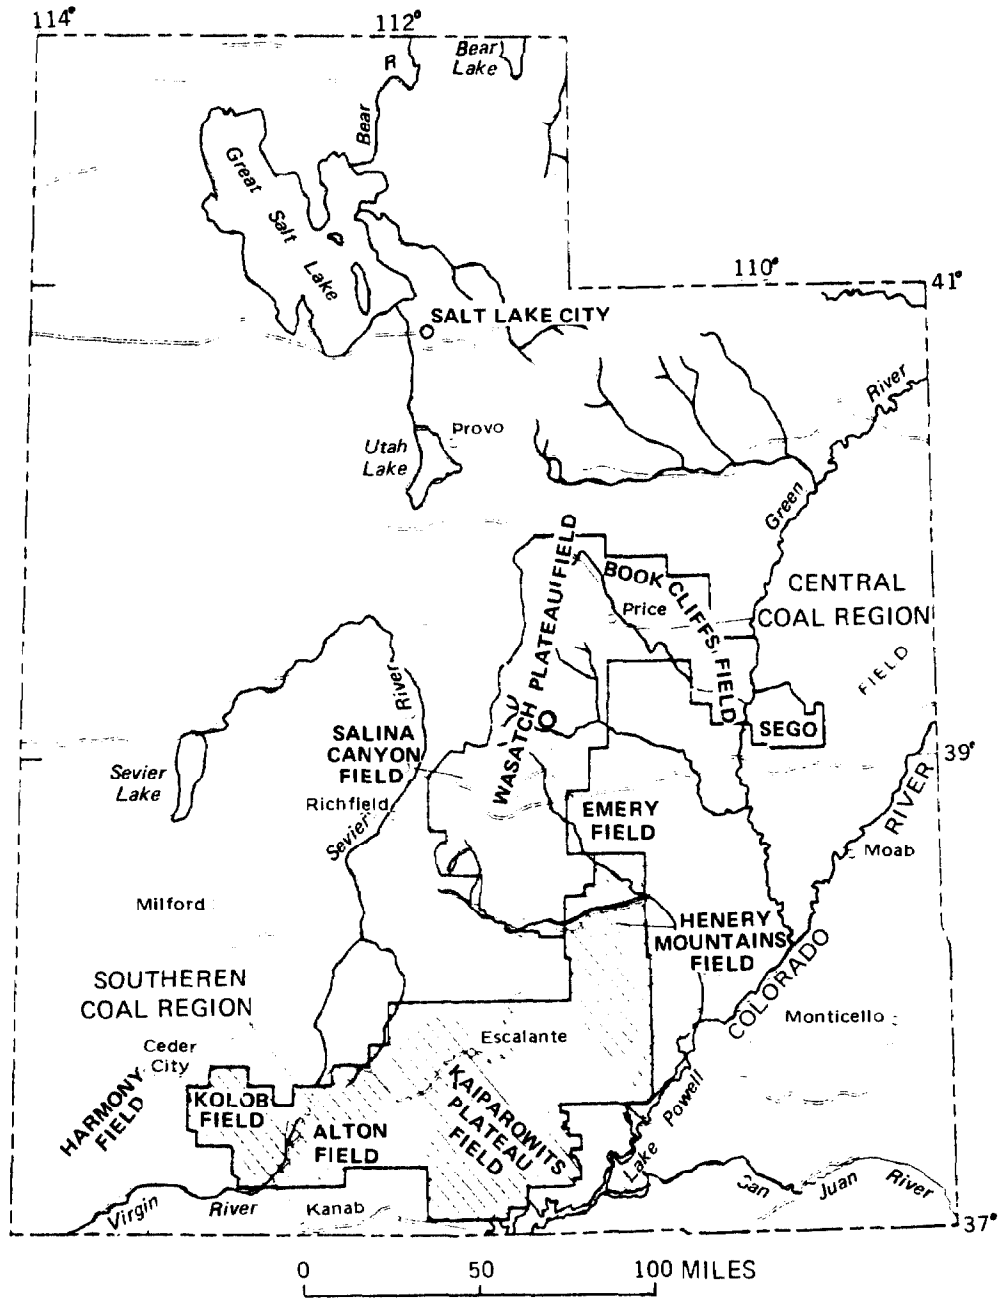 114°
112°
R
Bear
Lake
Bear
Great
Salt
Lake
110°
41°
SALT LAKE CITY
River
Provo
Utah
Lake
Green
WASATCH PLATEAU FIELD
BOOK CLIFFS FIELD
CENTRAL
COAL REGION
Price
FIELD
River
SEGO
SALINA
CANYON
FIELD
39°
Sevier
Lake
RIVER
Richfield
EMERY
FIELD
Sevier
Moab
Milford
HENERY
MOUNTAINS
FIELD
COLORADO
SOUTHEREN
COAL REGION
Monticello
Escalante
Ceder
City
HARMONY
FIELD
KOLOB
FIELD
KAIPAROWITS
PLATEAU
FIELD
Powell
ALTON
FIELD
Lake
San Juan River
Virgin River
Kanab
37°
0 50 100 MILES